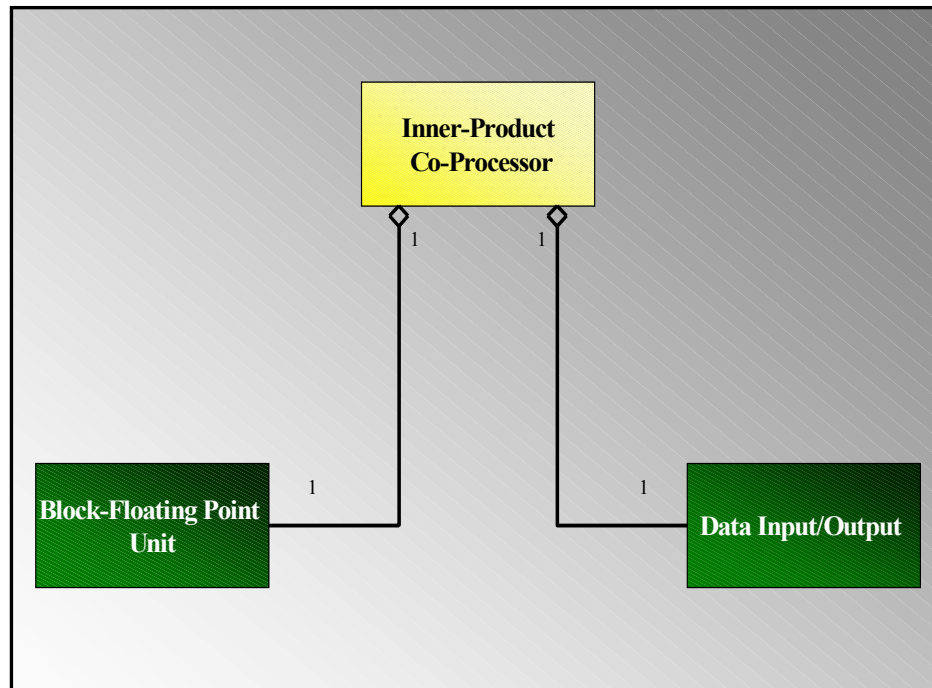 Inner-Product
Co-Processor
1
1
1
1
Block-Floating Point
Unit
Data Input/Output